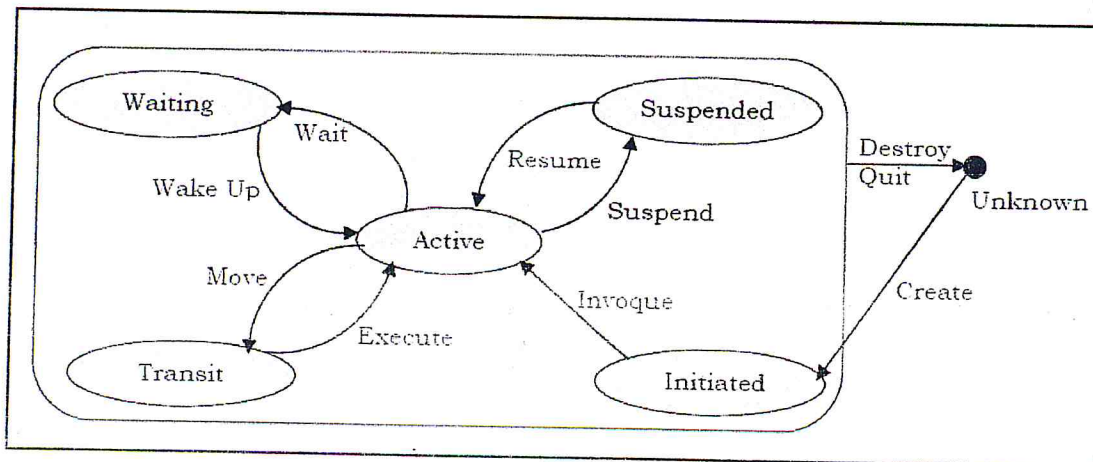 Waiting
Suspended
Wait
Resume
Destroy
Quit
Wake Up
Suspend
Unknown
Active
Move
Invoque
Create
Execute
Transit
Initiated